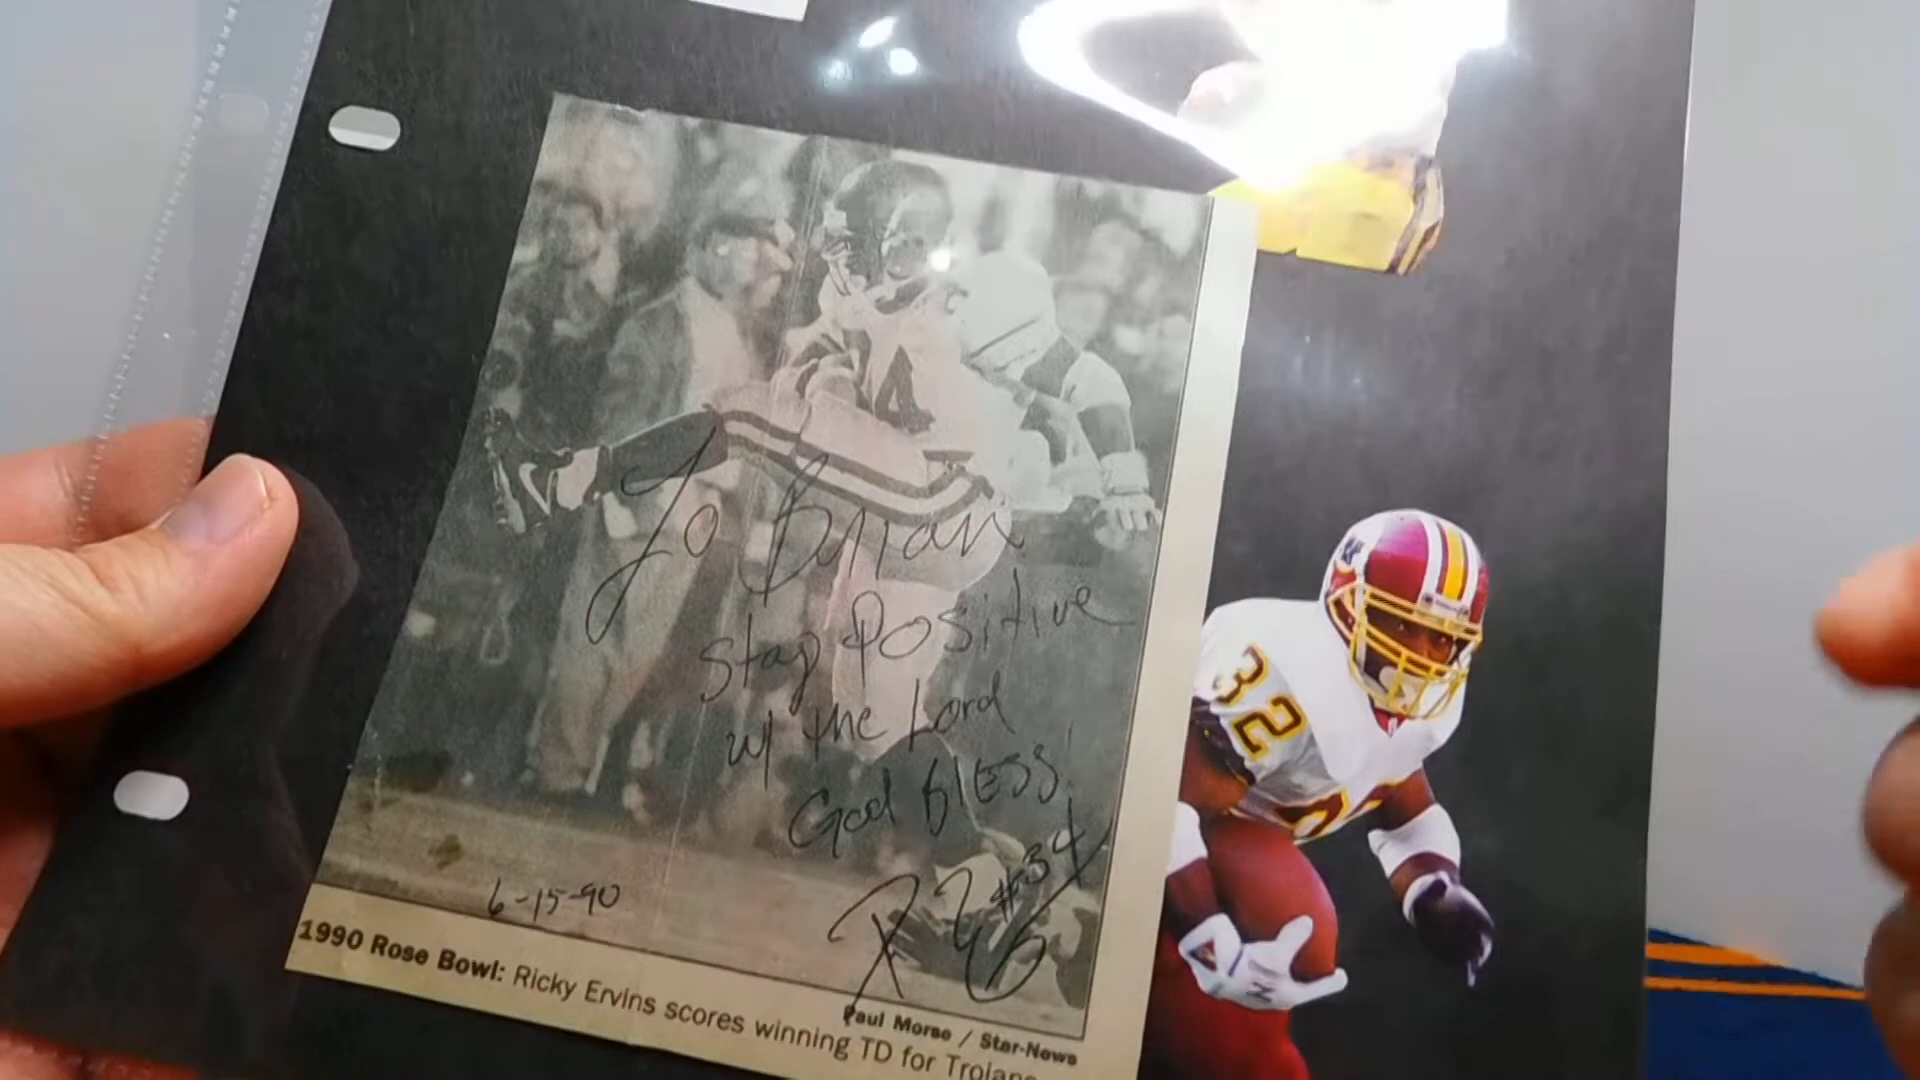 4
To Brian
Stay Positive
w/ the Lord
God BLESS!
#34
6-15-90
Paul Morse / Star-News
1990 Rose Bowl: Ricky Ervins scores winning TD for Trojans
32